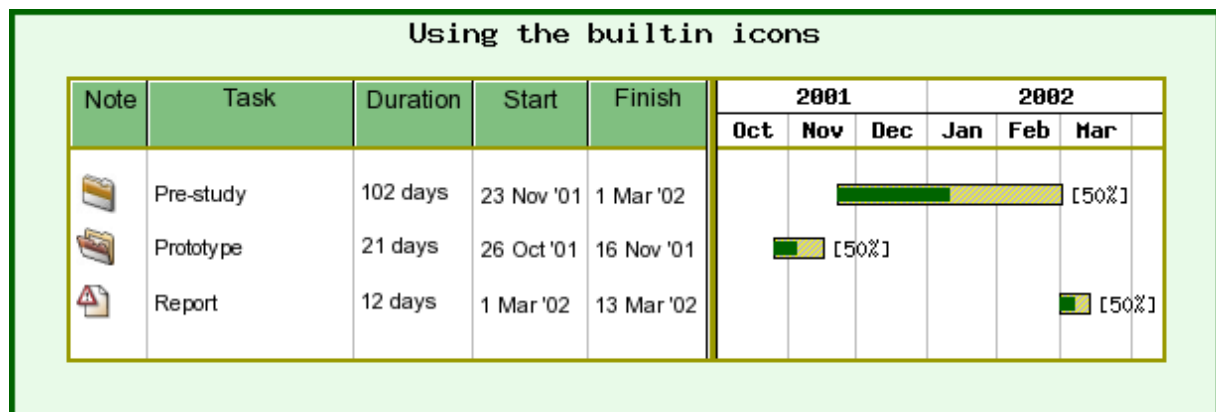 Using the builtin icons
Note Task Duration Start Finish 2001 2002
Oct Nov Dec Jan Feb Mar
Pre-study 102 days 23 Nov '01 1 Mar '02 [50%]
Prototype 21 days 26 Oct '01 16 Nov '01 [50%]
Report 12 days 1 Mar '02 13 Mar '02 [50%]